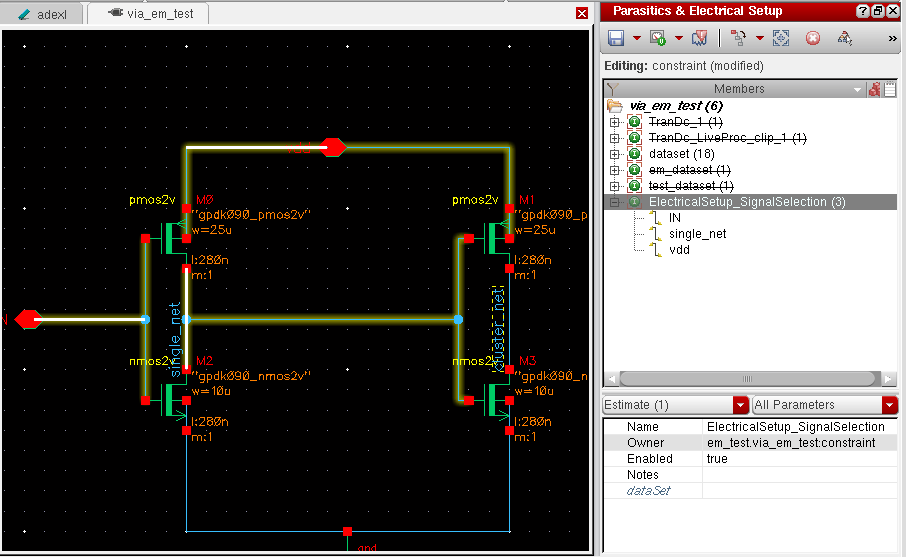 adexl
via_em_test
Parasitics & Electrical Setup
Editing: constraint (modified)
Members
via_em_test (6)
TranDc_1 (1)
TranDc_LiveProc_clip_1 (1)
dataset (18)
em_dataset (1)
test_dataset (1)
ElectricalSetup_SignalSelection (3)
IN
single_net
vdd
Estimate (1)
All Parameters
Name ElectricalSetup_SignalSelection
Owner em_test.via_em_test:constraint
Enabled true
Notes
dataSet
vdd
pmos2v M0
"gpdk090_pmos2v"
w=25u
l:280n
m:1
pmos2v M1
"gpdk090_pmos2v"
w=25u
l:280n
m:1
single_net
cluster_net
nmos2v M2
"gpdk090_nmos2v"
w=10u
l:280n
m:1
nmos2v M3
"gpdk090_n
w=10u
l:280n
m:1
gnd